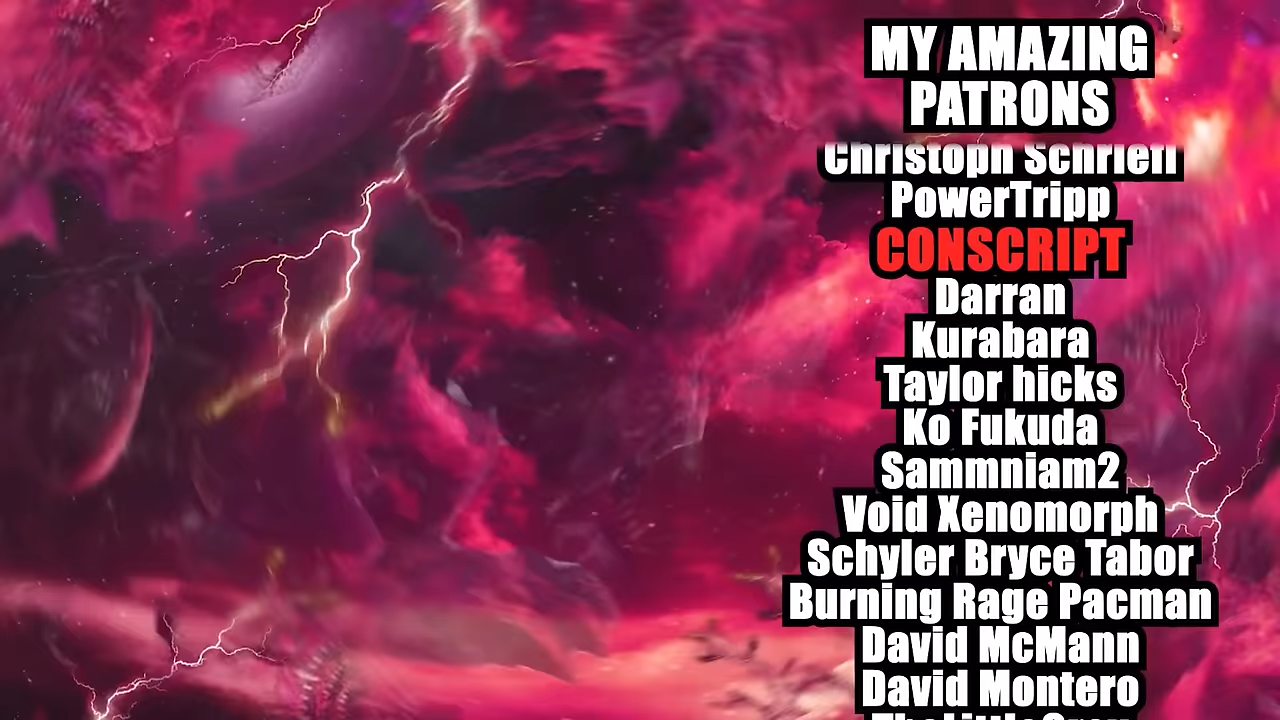 MY AMAZING
PATRONS
Christoph
PowerTripp
CONSCRIPT
Darran
Kurabara
Taylor hicks
Ko Fukuda
Sammniam2
Void Xenomorph
Schyler Bryce Tabor
Burning Rage Pacman
David McMann
David Montero